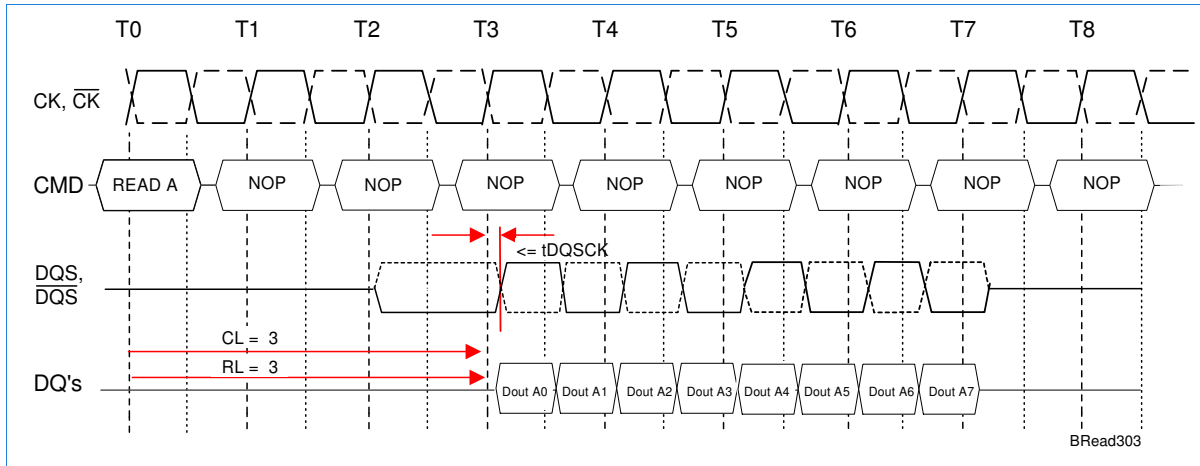 T0 T1 T2 T3 T4 T5 T6 T7 T8
CK, CK
CMD READ A NOP NOP NOP NOP NOP NOP NOP NOP
<= tDQSCK
DQS,
DQS
CL = 3
RL = 3
DQ's Dout A0 Dout A1 Dout A2 Dout A3 Dout A4 Dout A5 Dout A6 Dout A7
BRead303